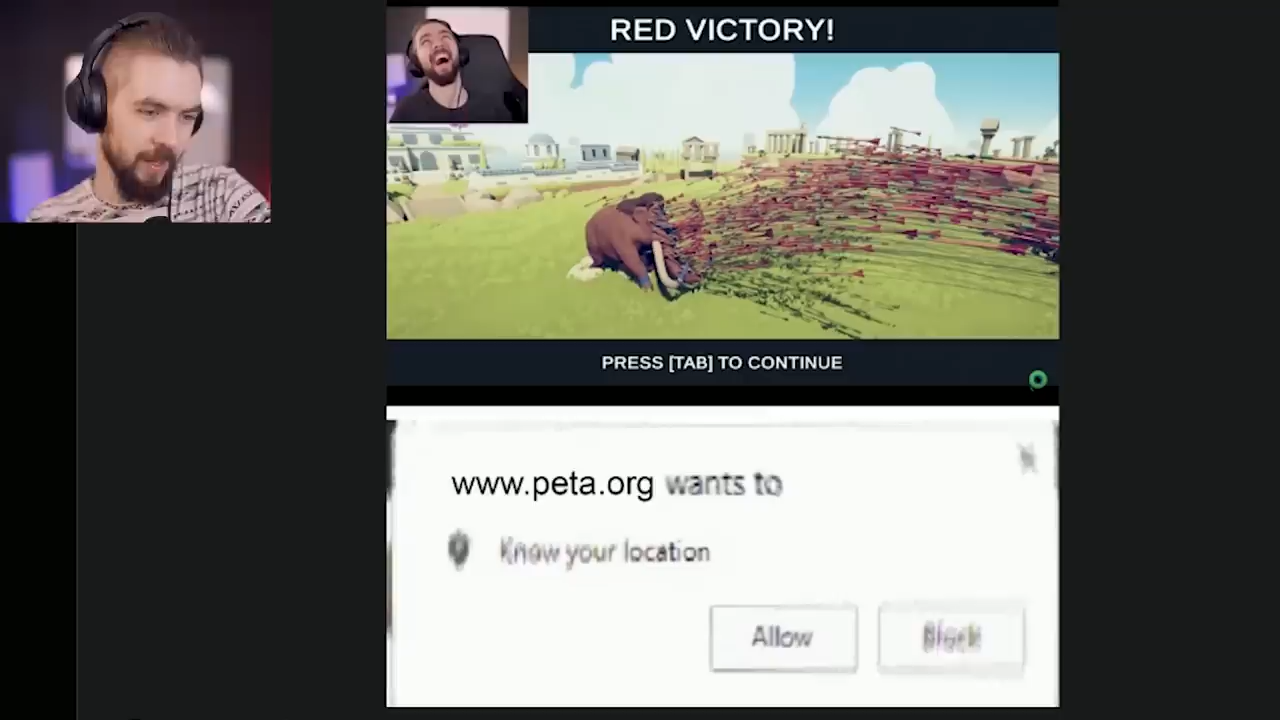 RED VICTORY!
PRESS [TAB] TO CONTINUE
www.peta.org wants to
Know your location
Allow
Block